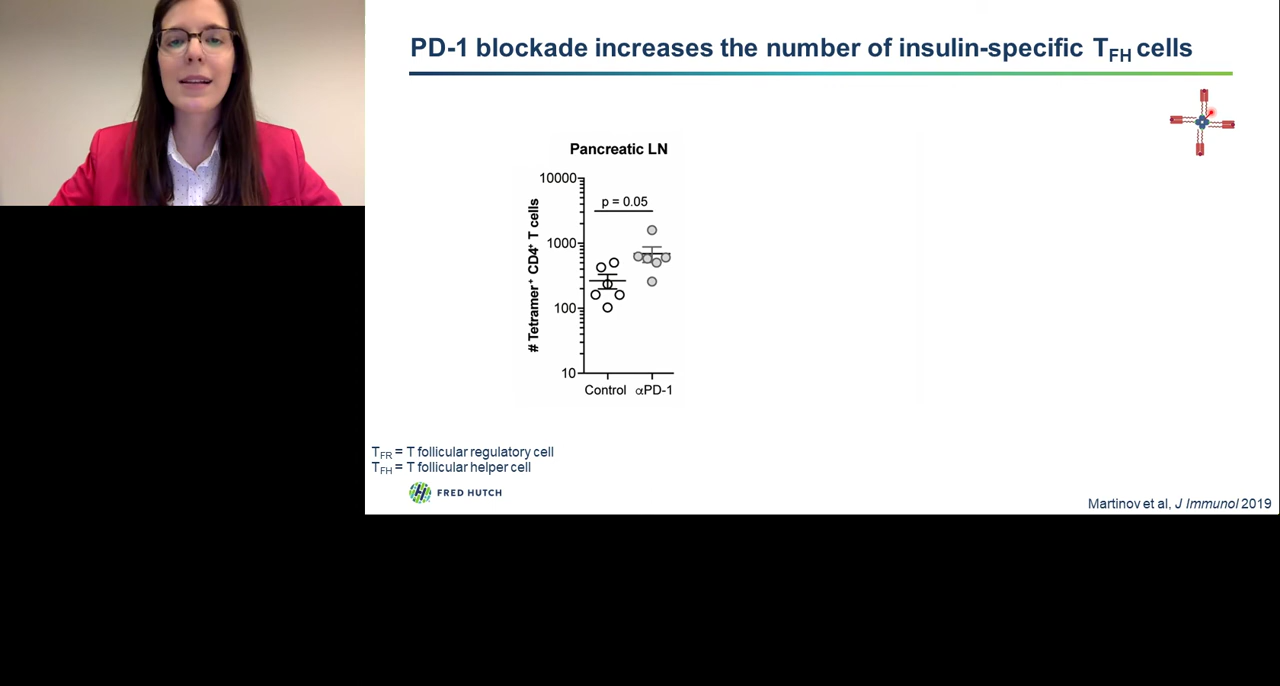 PD-1 blockade increases the number of insulin-specific TFH cells
Pancreatic LN
# Tetramer+ CD4+ T cells
10000
1000
100
10
p = 0.05
Control αPD-1
TFR = T follicular regulatory cell
TFH = T follicular helper cell
FRED HUTCH
Martinov et al, J Immunol 2019